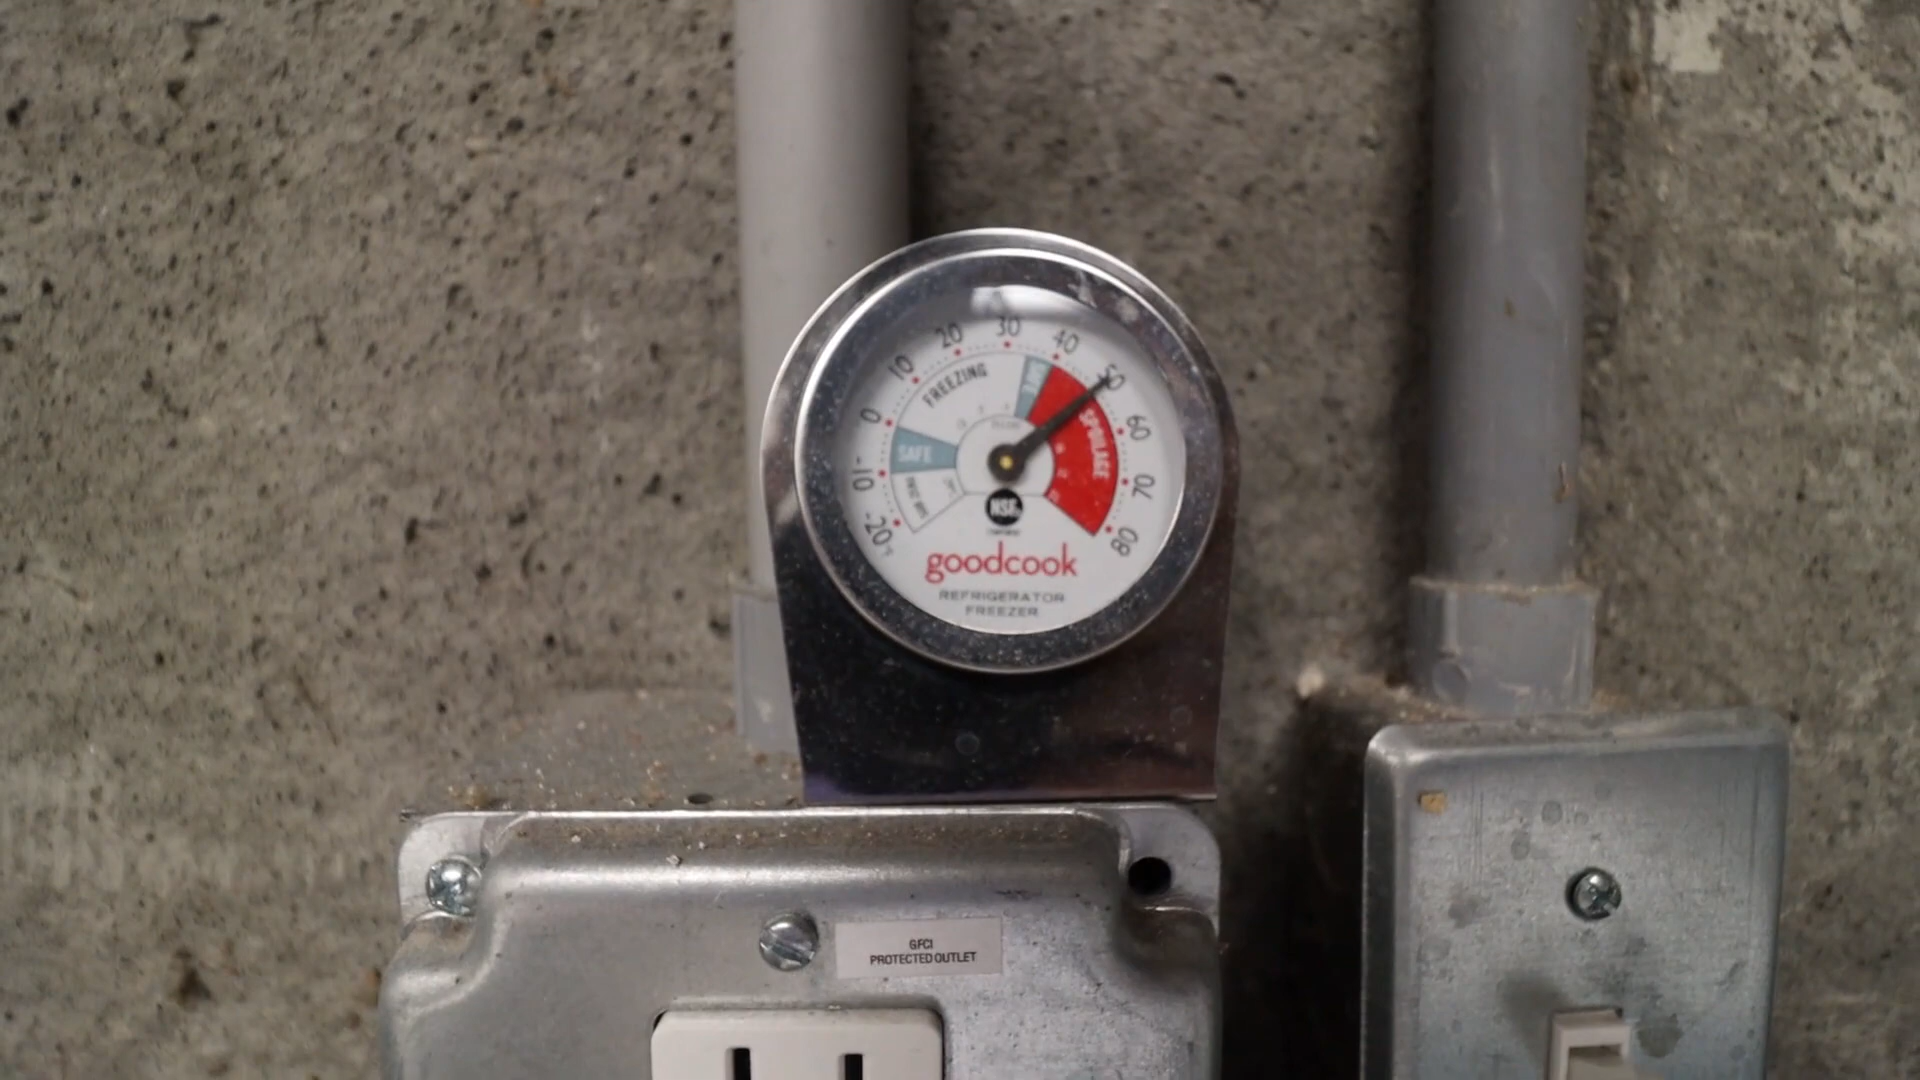 -20°F
-10
0
10
20
30
40
50
60
70
80
FREEZING
SAFE
SPOILAGE
NSF
goodcook
REFRIGERATOR
FREEZER
GFCI
PROTECTED OUTLET